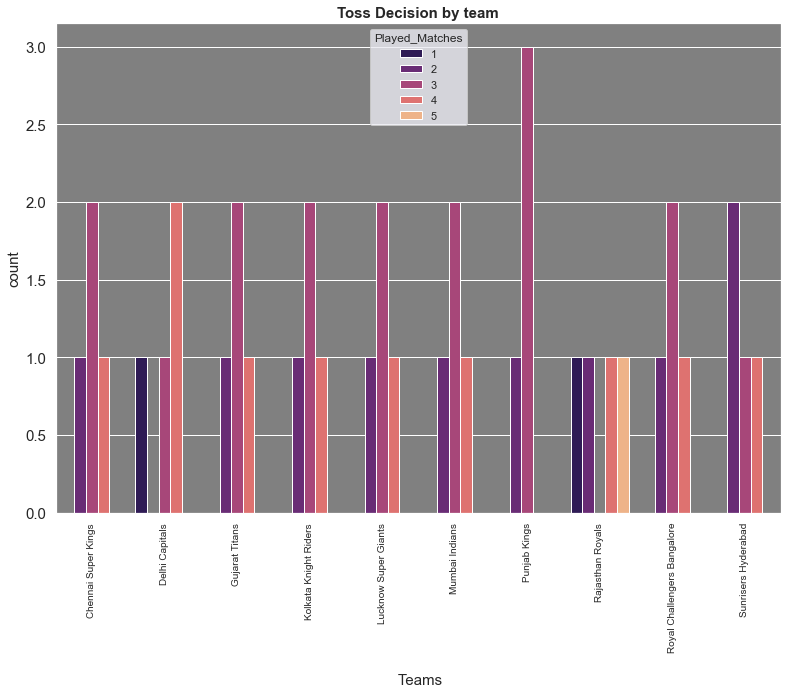 Toss Decision by team
Played_Matches
1
2
3
4
5
count
3.0
2.5
2.0
1.5
1.0
0.5
0.0
Chennai Super Kings
Delhi Capitals
Gujarat Titans
Kolkata Knight Riders
Lucknow Super Giants
Mumbai Indians
Punjab Kings
Rajasthan Royals
Royal Challengers Bangalore
Sunrisers Hyderabad
Teams